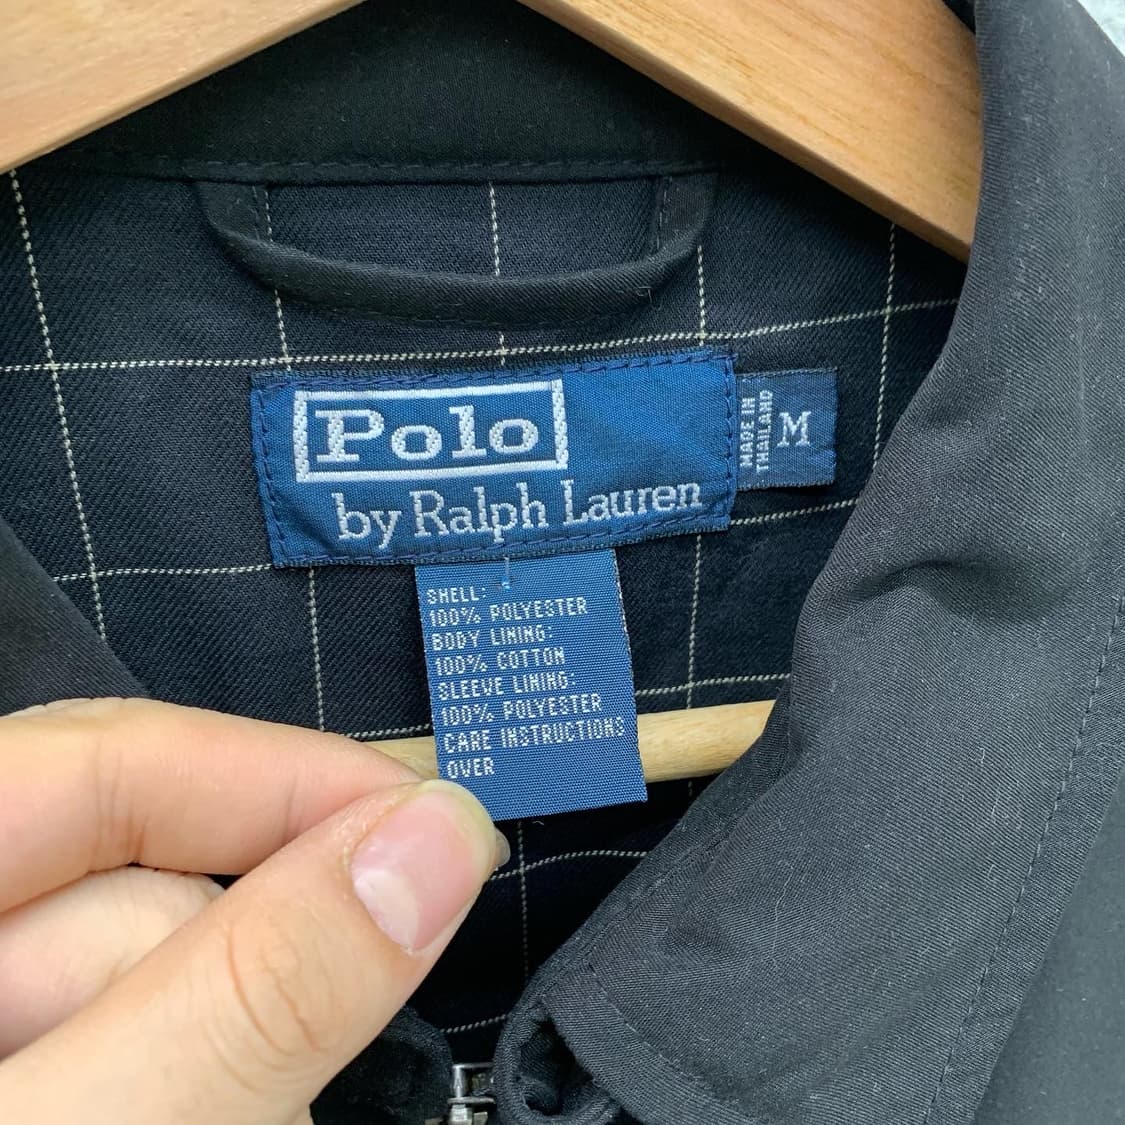 Polo
by Ralph Lauren
MADE IN
THAILAND
M
SHELL:
100% POLYESTER
BODY LINING:
100% COTTON
SLEEVE LINING:
100% POLYESTER
CARE INSTRUCTIONS
OVER